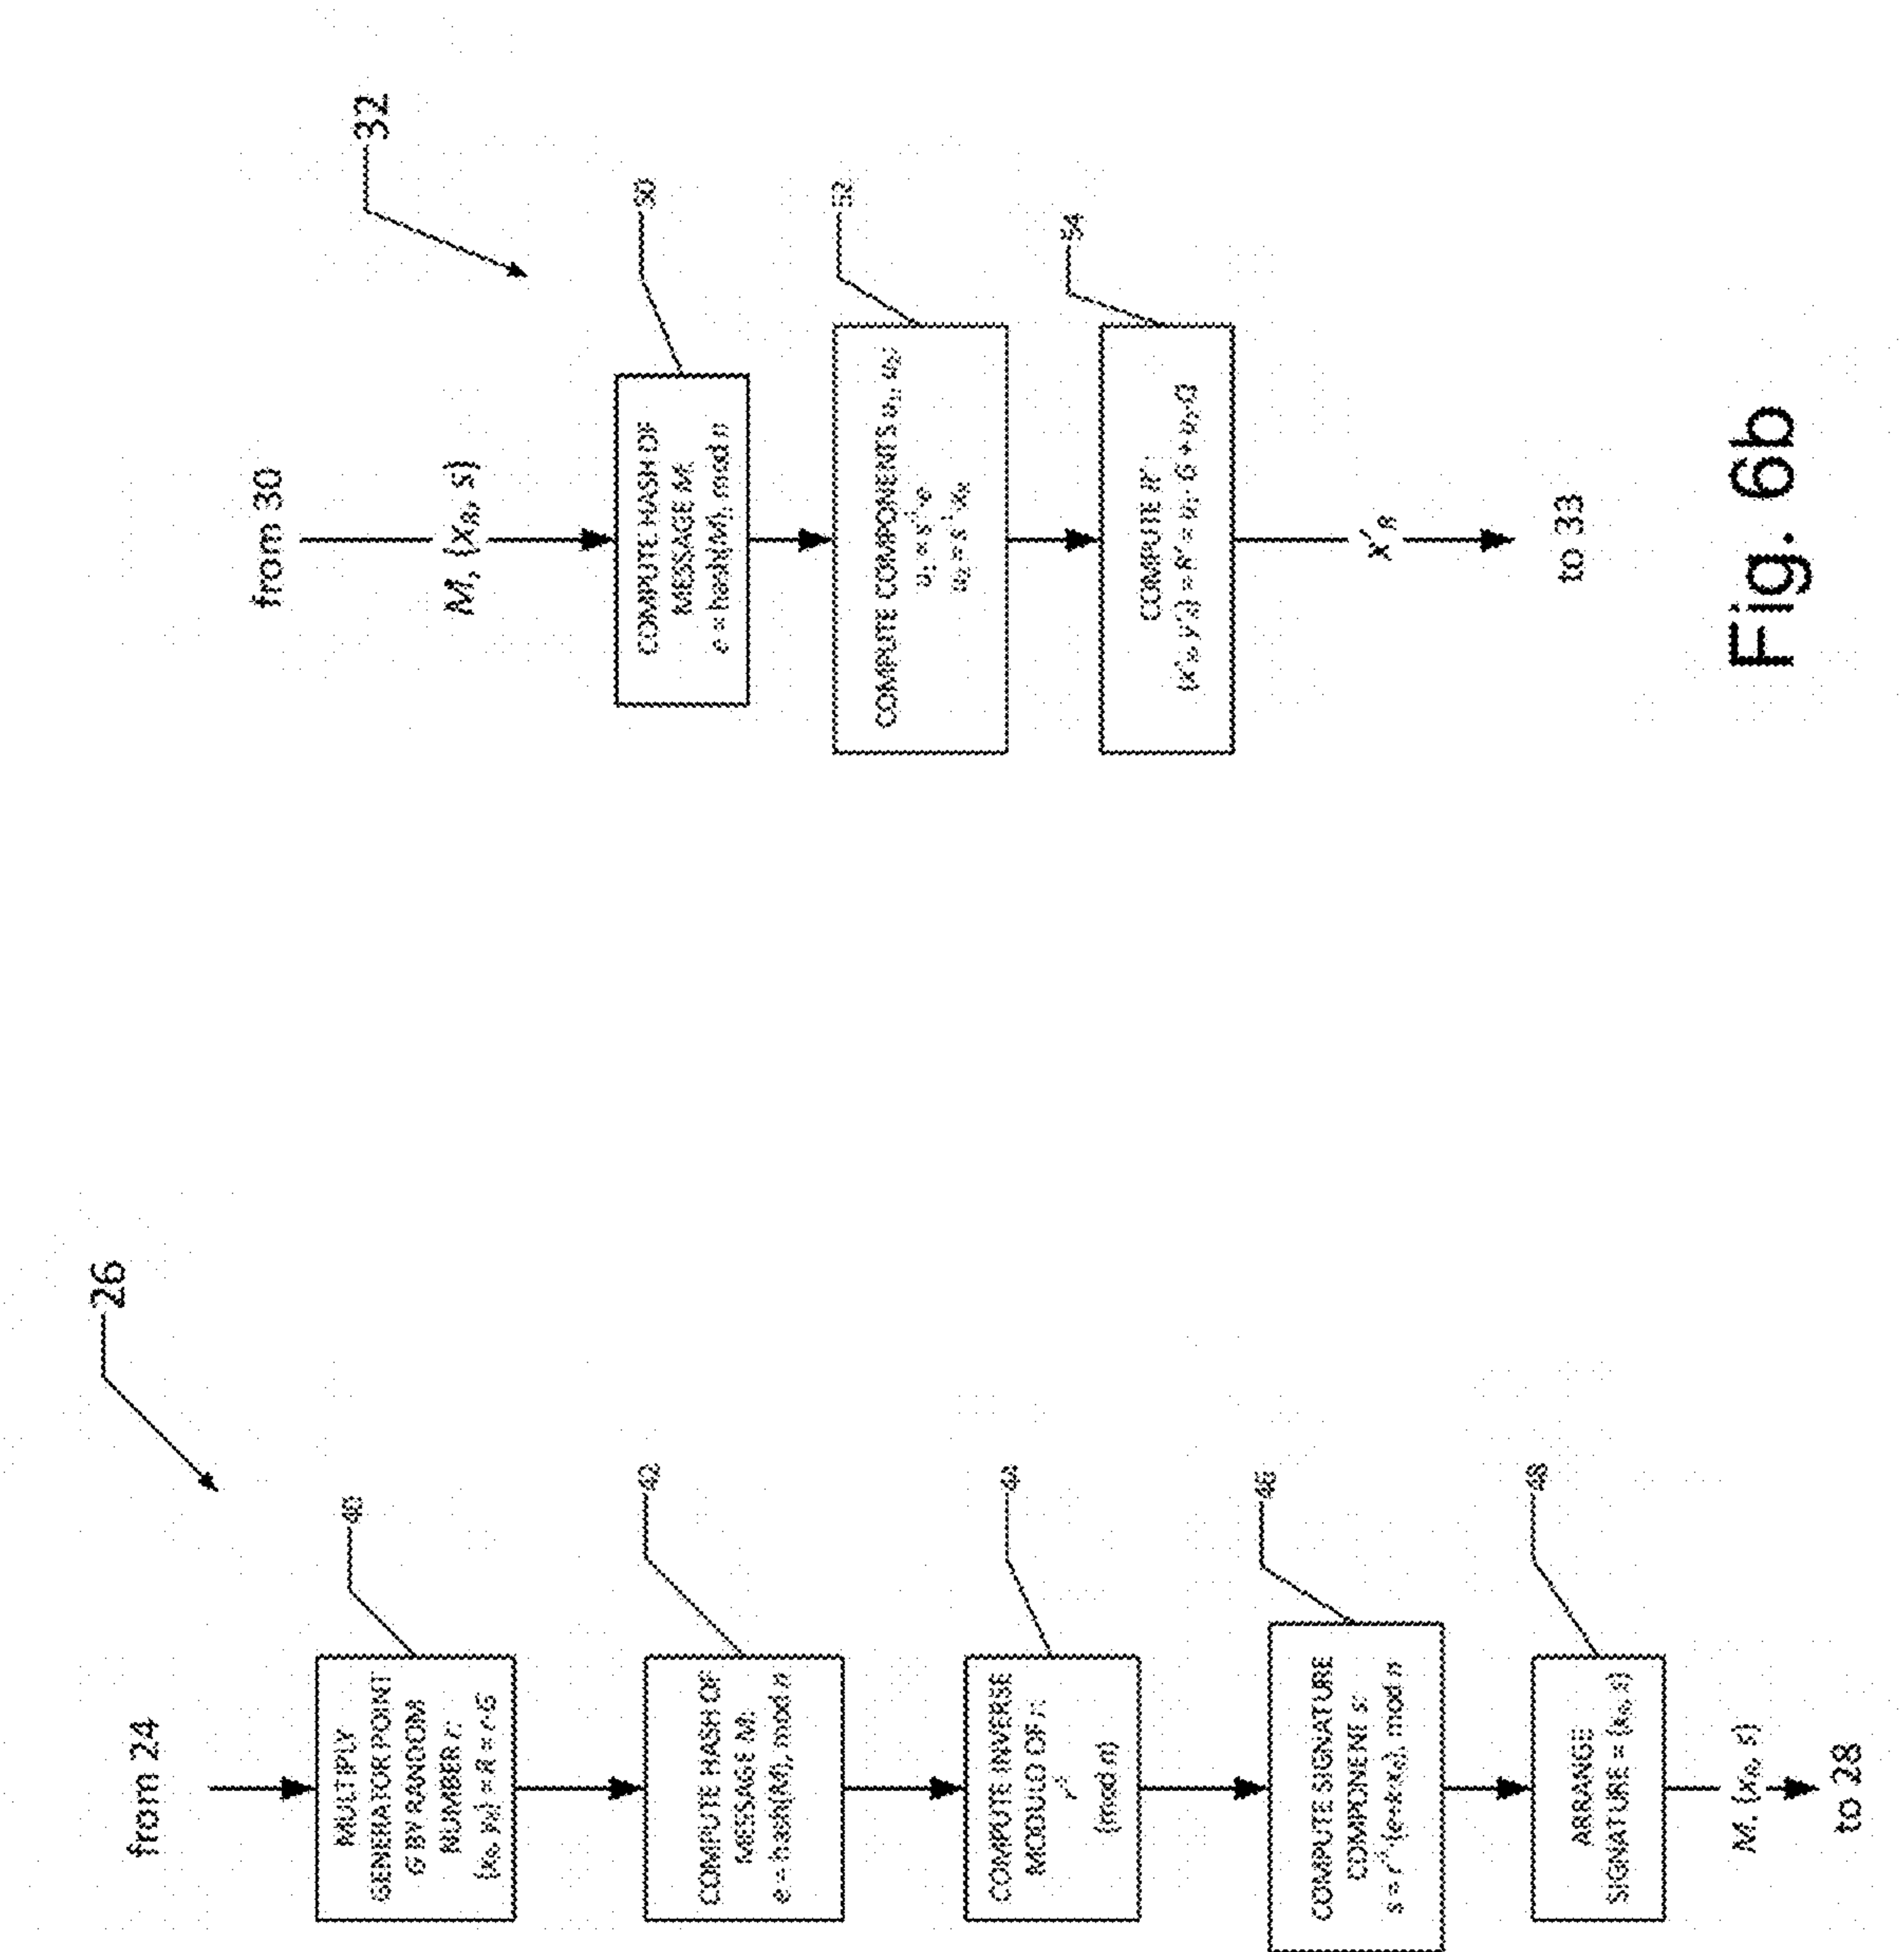 26
from 24
40
MULTIPLY
GENERATOR POINT
G BY RANDOM
NUMBER r:
(x_R, y_R) = R = r·G
42
COMPUTE HASH OF
MESSAGE M:
e = hash(M), mod n
44
COMPUTE INVERSE
MODULO OF r:
r⁻¹
(mod n)
46
COMPUTE SIGNATURE
COMPONENT s:
mod n
48
ARRANGE
SIGNATURE = (x_R, s)
M, (x_R, s)
to 28
32
from 30
M, (x_R, s)
50
COMPUTE HASH OF
MESSAGE M:
e = hash(M), mod n
52
COMPUTE COMPONENTS u₁, u₂:
u₁ = s⁻¹·e
u₂ = s⁻¹·x_R
54
COMPUTE R':
(x'_R, y'_R) = R' = u₁·G + u₂·Q
x'_R
to 33
Fig. 6b